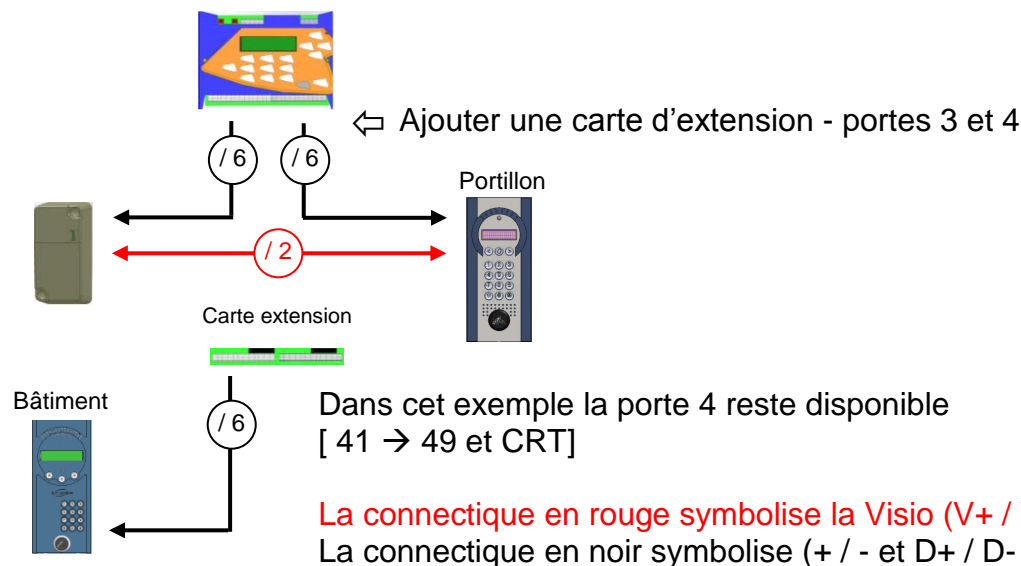 ⇦ Ajouter une carte d'extension - portes 3 et 4
/ 6
/ 6
Portillon
/ 2
Carte extension
Bâtiment
/ 6
Dans cet exemple la porte 4 reste disponible
[ 41 → 49 et CRT]
La connectique en rouge symbolise la Visio (V+ /
La connectique en noir symbolise (+ / - et D+ / D-